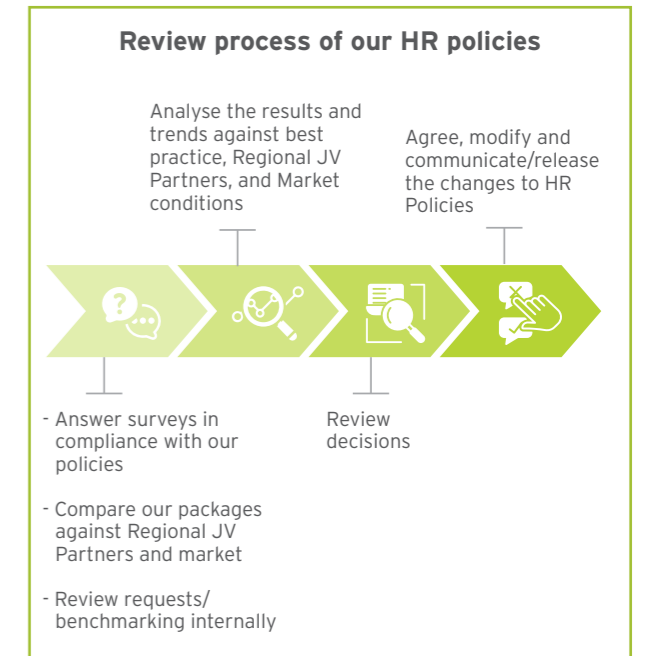 Review process of our HR policies
Analyse the results and
trends against best
practice, Regional JV
Partners, and Market
conditions
Agree, modify and
communicate/release
the changes to HR
Policies
?
- Answer surveys in
compliance with our
policies
- Compare our packages
against Regional JV
Partners and market
- Review requests/
benchmarking internally
Review
decisions